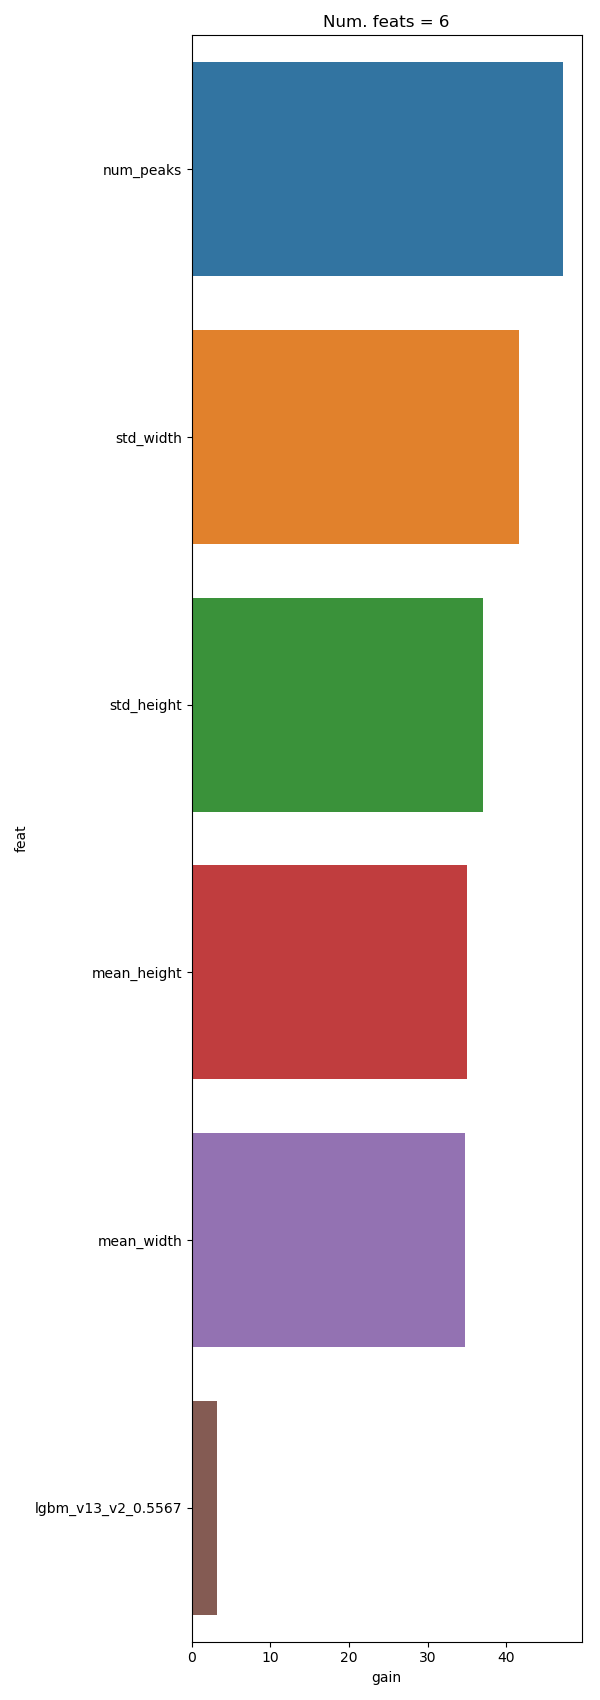 Num. feats = 6
feat
num_peaks
std_width
std_height
mean_height
mean_width
lgbm_v13_v2_0.5567
0 10 20 30 40
gain